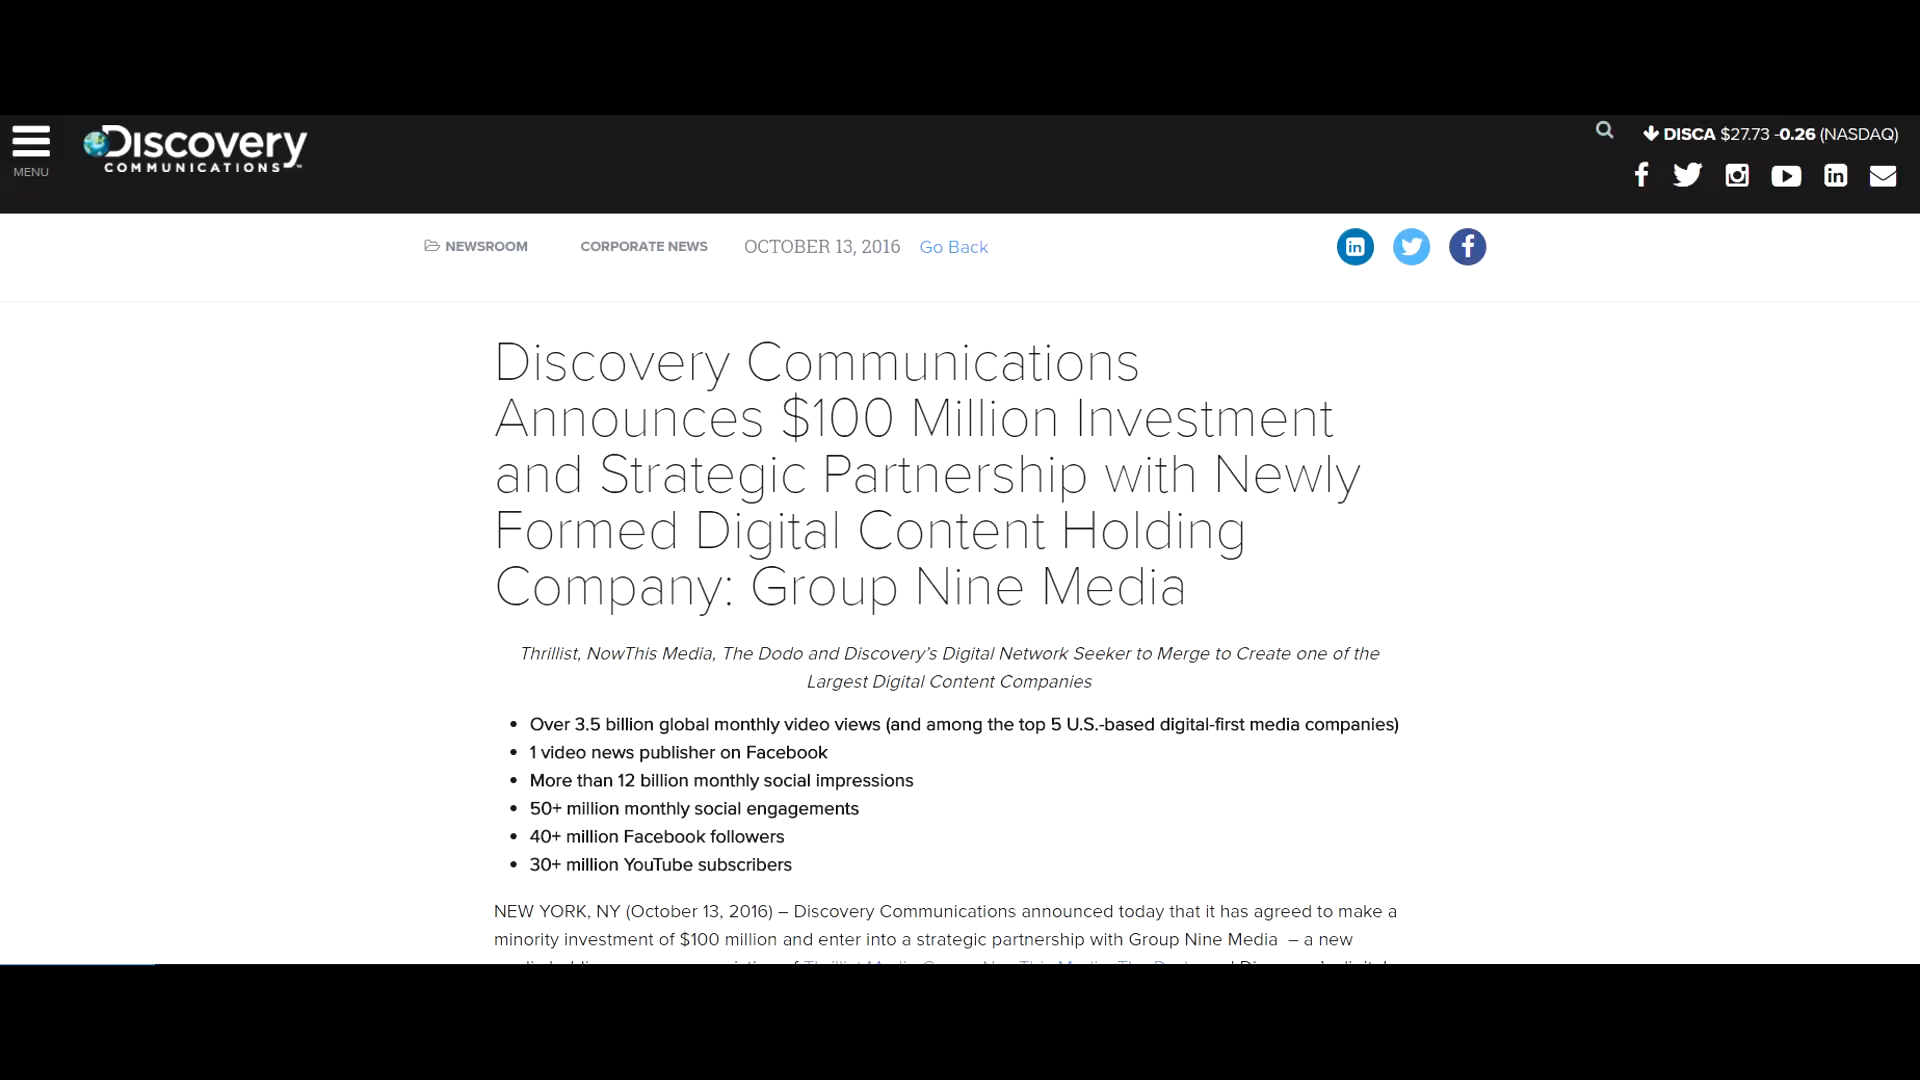 MENU
Discovery
COMMUNICATIONS
DISCA $27.73 -0.26 (NASDAQ)
NEWSROOM
CORPORATE NEWS
OCTOBER 13, 2016
Go Back
Discovery Communications
Announces $100 Million Investment
and Strategic Partnership with Newly
Formed Digital Content Holding
Company: Group Nine Media
Thrillist, NowThis Media, The Dodo and Discovery’s Digital Network Seeker to Merge to Create one of the
Largest Digital Content Companies
• Over 3.5 billion global monthly video views (and among the top 5 U.S.-based digital-first media companies)
• 1 video news publisher on Facebook
• More than 12 billion monthly social impressions
• 50+ million monthly social engagements
• 40+ million Facebook followers
• 30+ million YouTube subscribers
NEW YORK, NY (October 13, 2016) – Discovery Communications announced today that it has agreed to make a
minority investment of $100 million and enter into a strategic partnership with Group Nine Media – a new